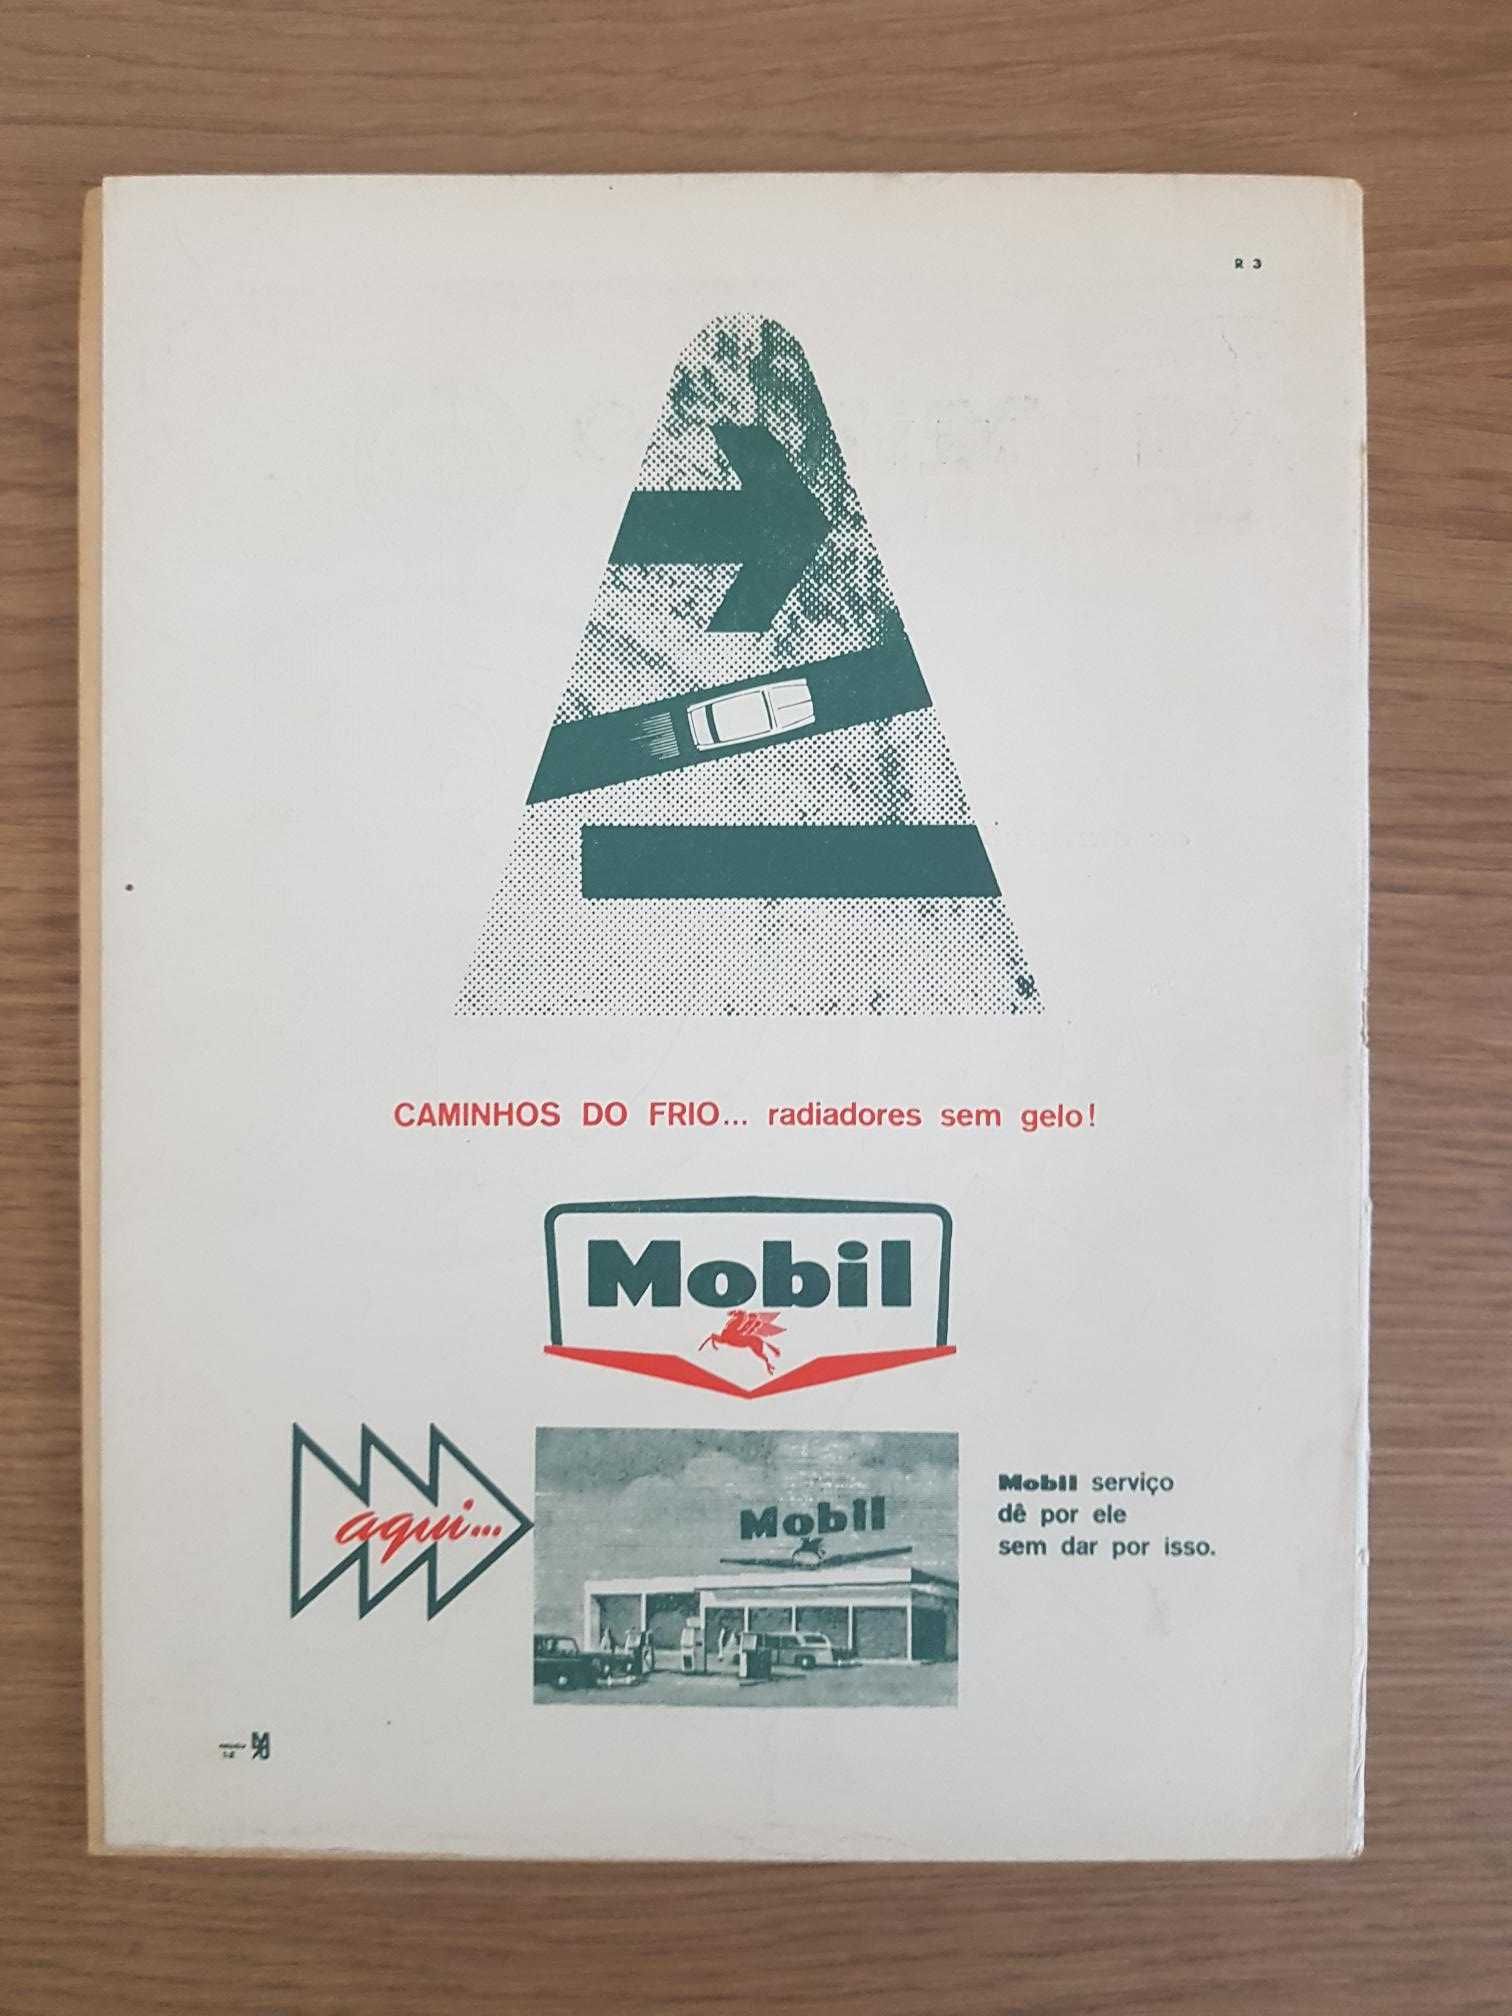 R 3
CAMINHOS DO FRIO... radiadores sem gelo!
Mobil
aqui...
Mobil
Mobil serviço
dê por ele
sem dar por isso.